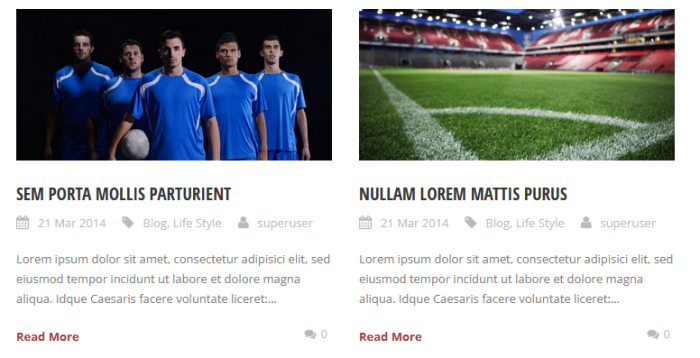 SEM PORTA MOLLIS PARTURIENT
21 Mar 2014 Blog, Life Style superuser
Lorem ipsum dolor sit amet, consectetur adipisici elit, sed
eiusmod tempor incidunt ut labore et dolore magna
aliqua. Idque Caesaris facere voluntate liceret:...
Read More 0
NULLAM LOREM MATTIS PURUS
21 Mar 2014 Blog, Life Style superuser
Lorem ipsum dolor sit amet, consectetur adipisici elit, sed
eiusmod tempor incidunt ut labore et dolore magna
aliqua. Idque Caesaris facere voluntate liceret:...
Read More 0